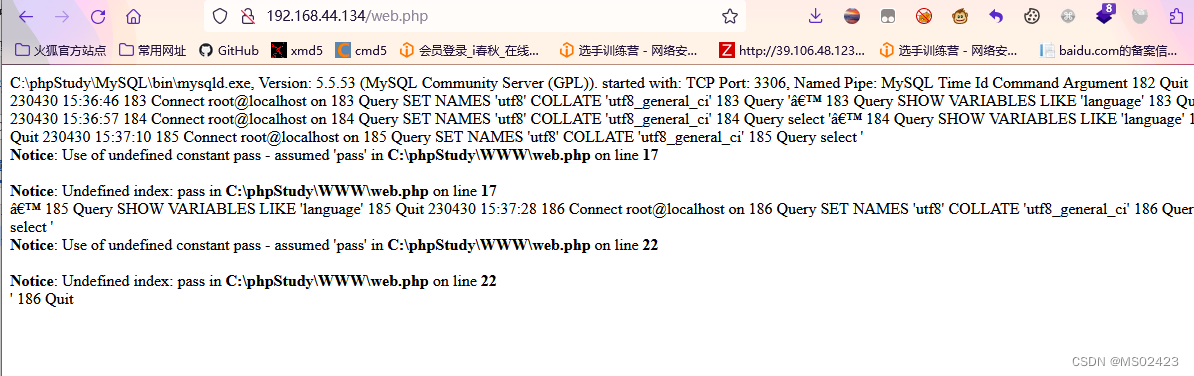 192.168.44.134/web.php
8
火狐官方站点 常用网址 GitHub xmd5 cmd5 会员登录_i春秋_在线... 选手训练营 - 网络安... http://39.106.48.123... 选手训练营 - 网络安... baidu.com的备案信...
C:\phpStudy\MySQL\bin\mysqld.exe, Version: 5.5.53 (MySQL Community Server (GPL)). started with: TCP Port: 3306, Named Pipe: MySQL Time Id Command Argument 182 Quit
230430 15:36:46 183 Connect root@localhost on 183 Query SET NAMES 'utf8' COLLATE 'utf8_general_ci' 183 Query 'â€™ 183 Query SHOW VARIABLES LIKE 'language' 183 Qu
230430 15:36:57 184 Connect root@localhost on 184 Query SET NAMES 'utf8' COLLATE 'utf8_general_ci' 184 Query select 'â€™ 184 Query SHOW VARIABLES LIKE 'language' 1
Quit 230430 15:37:10 185 Connect root@localhost on 185 Query SET NAMES 'utf8' COLLATE 'utf8_general_ci' 185 Query select '
Notice: Use of undefined constant pass - assumed 'pass' in C:\phpStudy\WWW\web.php on line 17
Notice: Undefined index: pass in C:\phpStudy\WWW\web.php on line 17
â€™ 185 Query SHOW VARIABLES LIKE 'language' 185 Quit 230430 15:37:28 186 Connect root@localhost on 186 Query SET NAMES 'utf8' COLLATE 'utf8_general_ci' 186 Query
select '
Notice: Use of undefined constant pass - assumed 'pass' in C:\phpStudy\WWW\web.php on line 22
Notice: Undefined index: pass in C:\phpStudy\WWW\web.php on line 22
' 186 Quit
CSDN @MS02423